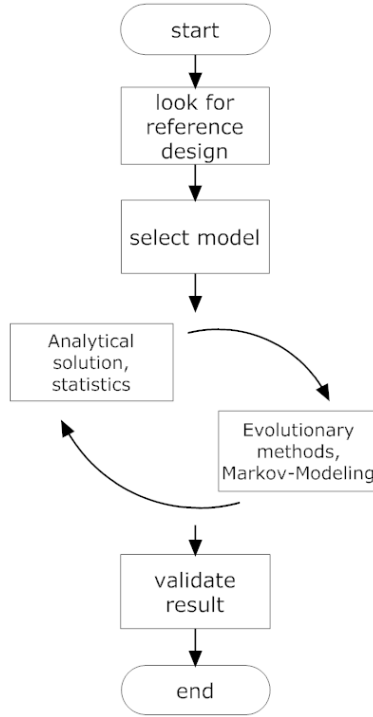 start
look for
reference
design
select model
Analytical
solution,
statistics
Evolutionary
methods,
Markov-Modeling
validate
result
end